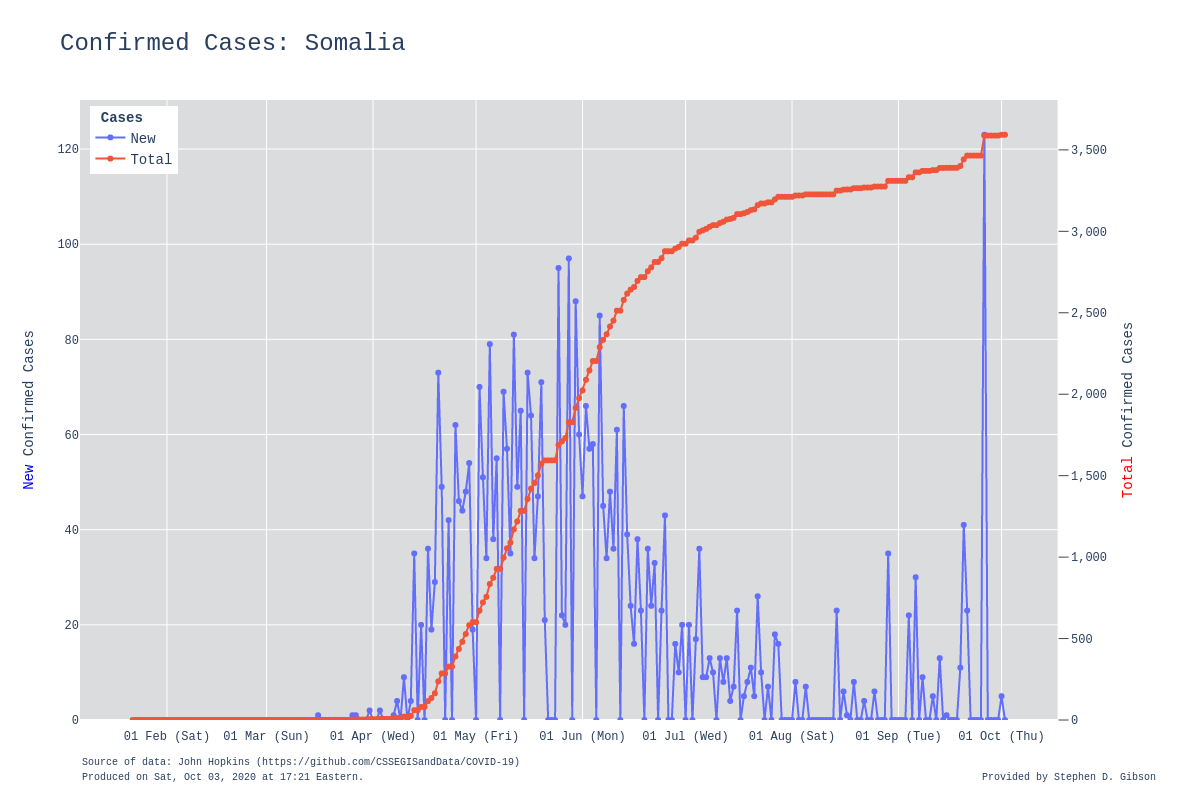 Confirmed Cases: Somalia
Cases
New
Total
120
100
80
60
40
20
0
3,500
3,000
2,500
2,000
1,500
1,000
500
0
New Confirmed Cases
Total Confirmed Cases
01 Feb (Sat) 01 Mar (Sun) 01 Apr (Wed) 01 May (Fri) 01 Jun (Mon) 01 Jul (Wed) 01 Aug (Sat) 01 Sep (Tue) 01 Oct (Thu)
Source of data: John Hopkins (https://github.com/CSSEGISandData/COVID-19)
Produced on Sat, Oct 03, 2020 at 17:21 Eastern.
Provided by Stephen D. Gibson